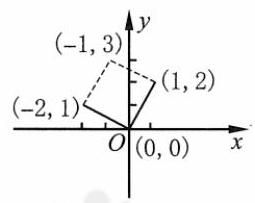 y
(-1, 3)
(1, 2)
(-2, 1)
O
(0, 0)
x